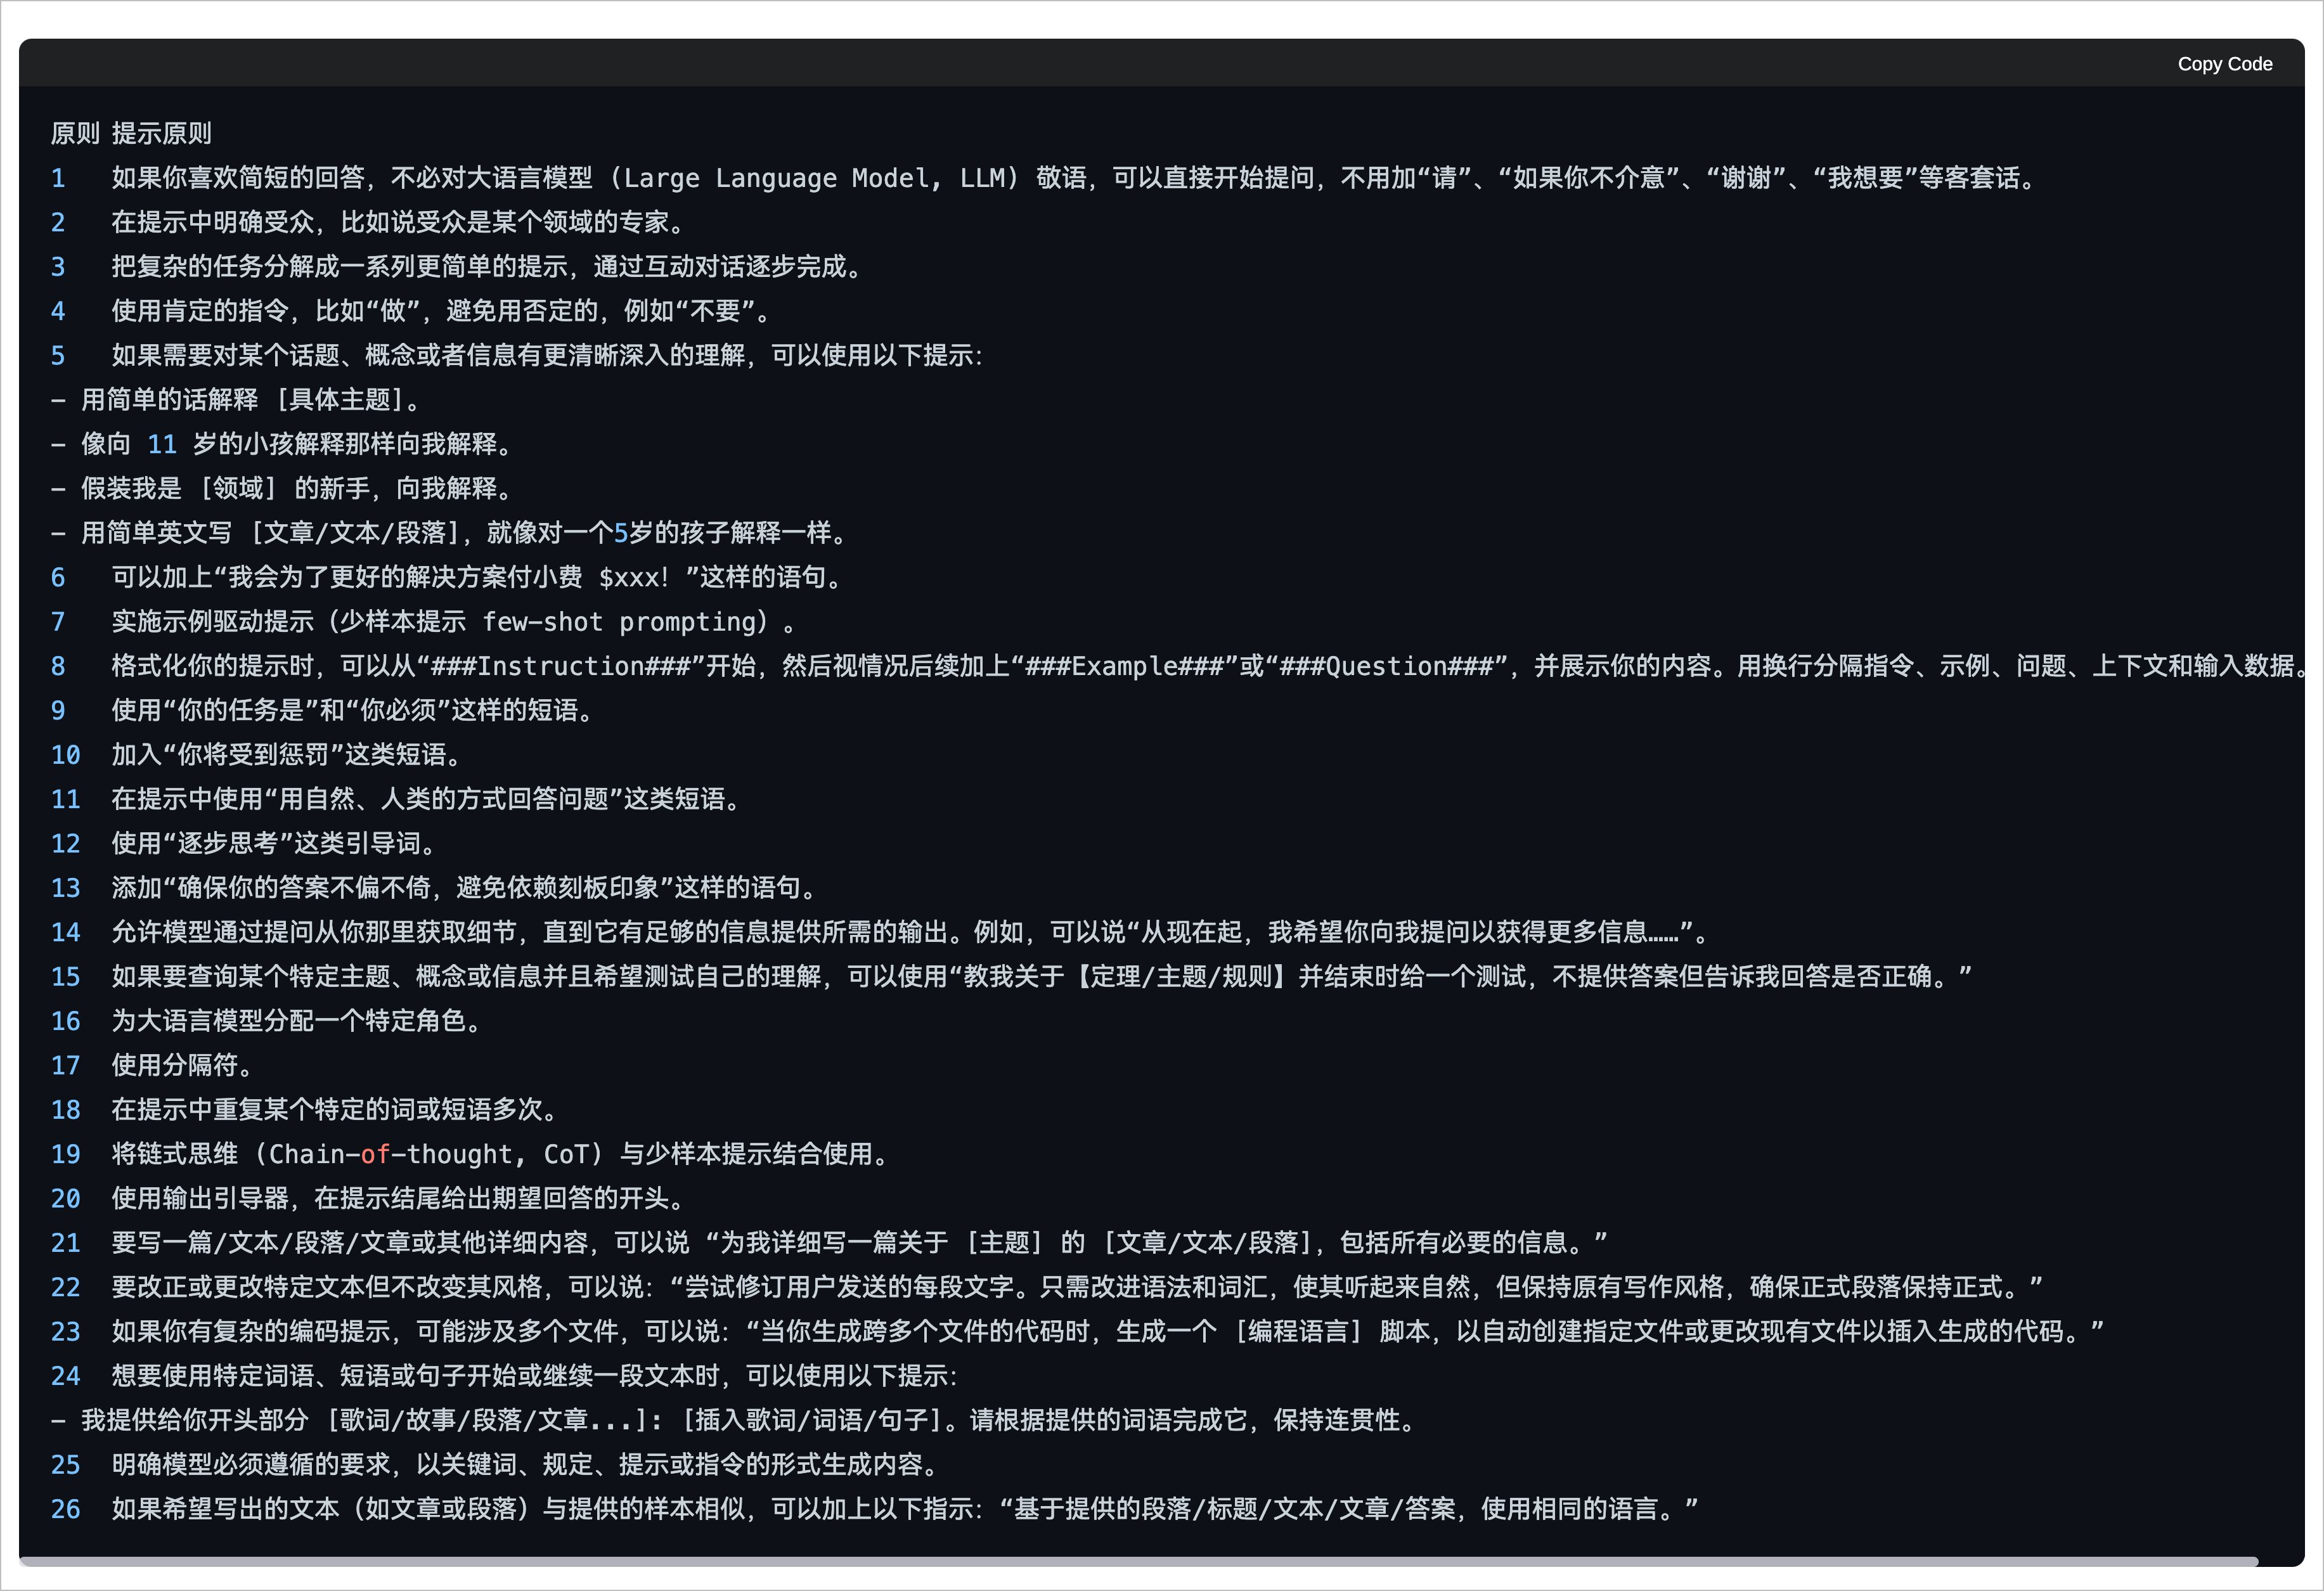 Copy Code
原则 提示原则
1 如果你喜欢简短的回答，不必对大语言模型 (Large Language Model, LLM) 敬语，可以直接开始提问，不用加“请”、“如果你不介意”、“谢谢”、“我想要”等客套话。
2 在提示中明确受众，比如说受众是某个领域的专家。
3 把复杂的任务分解成一系列更简单的提示，通过互动对话逐步完成。
4 使用肯定的指令，比如“做”，避免用否定的，例如“不要”。
5 如果需要对某个话题、概念或者信息有更清晰深入的理解，可以使用以下提示：
- 用简单的话解释 [具体主题]。
- 像向 11 岁的小孩解释那样向我解释。
- 假装我是 [领域] 的新手，向我解释。
- 用简单英文写 [文章/文本/段落]，就像对一个5岁的孩子解释一样。
6 可以加上“我会为了更好的解决方案付小费 $xxx！”这样的语句。
7 实施示例驱动提示（少样本提示 few-shot prompting）。
8 格式化你的提示时，可以从“###Instruction###”开始，然后视情况后续加上“###Example###”或“###Question###”，并展示你的内容。用换行分隔指令、示例、问题、上下文和输入数据。
9 使用“你的任务是”和“你必须”这样的短语。
10 加入“你将受到惩罚”这类短语。
11 在提示中使用“用自然、人类的方式回答问题”这类短语。
12 使用“逐步思考”这类引导词。
13 添加“确保你的答案不偏不倚，避免依赖刻板印象”这样的语句。
14 允许模型通过提问从你那里获取细节，直到它有足够的信息提供所需的输出。例如，可以说“从现在起，我希望你向我提问以获得更多信息……”。
15 如果要查询某个特定主题、概念或信息并且希望测试自己的理解，可以使用“教我关于【定理/主题/规则】并结束时给一个测试，不提供答案但告诉我回答是否正确。”
16 为大语言模型分配一个特定角色。
17 使用分隔符。
18 在提示中重复某个特定的词或短语多次。
19 将链式思维 (Chain-of-thought, CoT) 与少样本提示结合使用。
20 使用输出引导器，在提示结尾给出期望回答的开头。
21 要写一篇/文本/段落/文章或其他详细内容，可以说 “为我详细写一篇关于 [主题] 的 [文章/文本/段落]，包括所有必要的信息。”
22 要改正或更改特定文本但不改变其风格，可以说：“尝试修订用户发送的每段文字。只需改进语法和词汇，使其听起来自然，但保持原有写作风格，确保正式段落保持正式。”
23 如果你有复杂的编码提示，可能涉及多个文件，可以说：“当你生成跨多个文件的代码时，生成一个 [编程语言] 脚本，以自动创建指定文件或更改现有文件以插入生成的代码。”
24 想要使用特定词语、短语或句子开始或继续一段文本时，可以使用以下提示：
- 我提供给你开头部分 [歌词/故事/段落/文章...]: [插入歌词/词语/句子]。请根据提供的词语完成它，保持连贯性。
25 明确模型必须遵循的要求，以关键词、规定、提示或指令的形式生成内容。
26 如果希望写出的文本（如文章或段落）与提供的样本相似，可以加上以下指示：“基于提供的段落/标题/文本/文章/答案，使用相同的语言。”